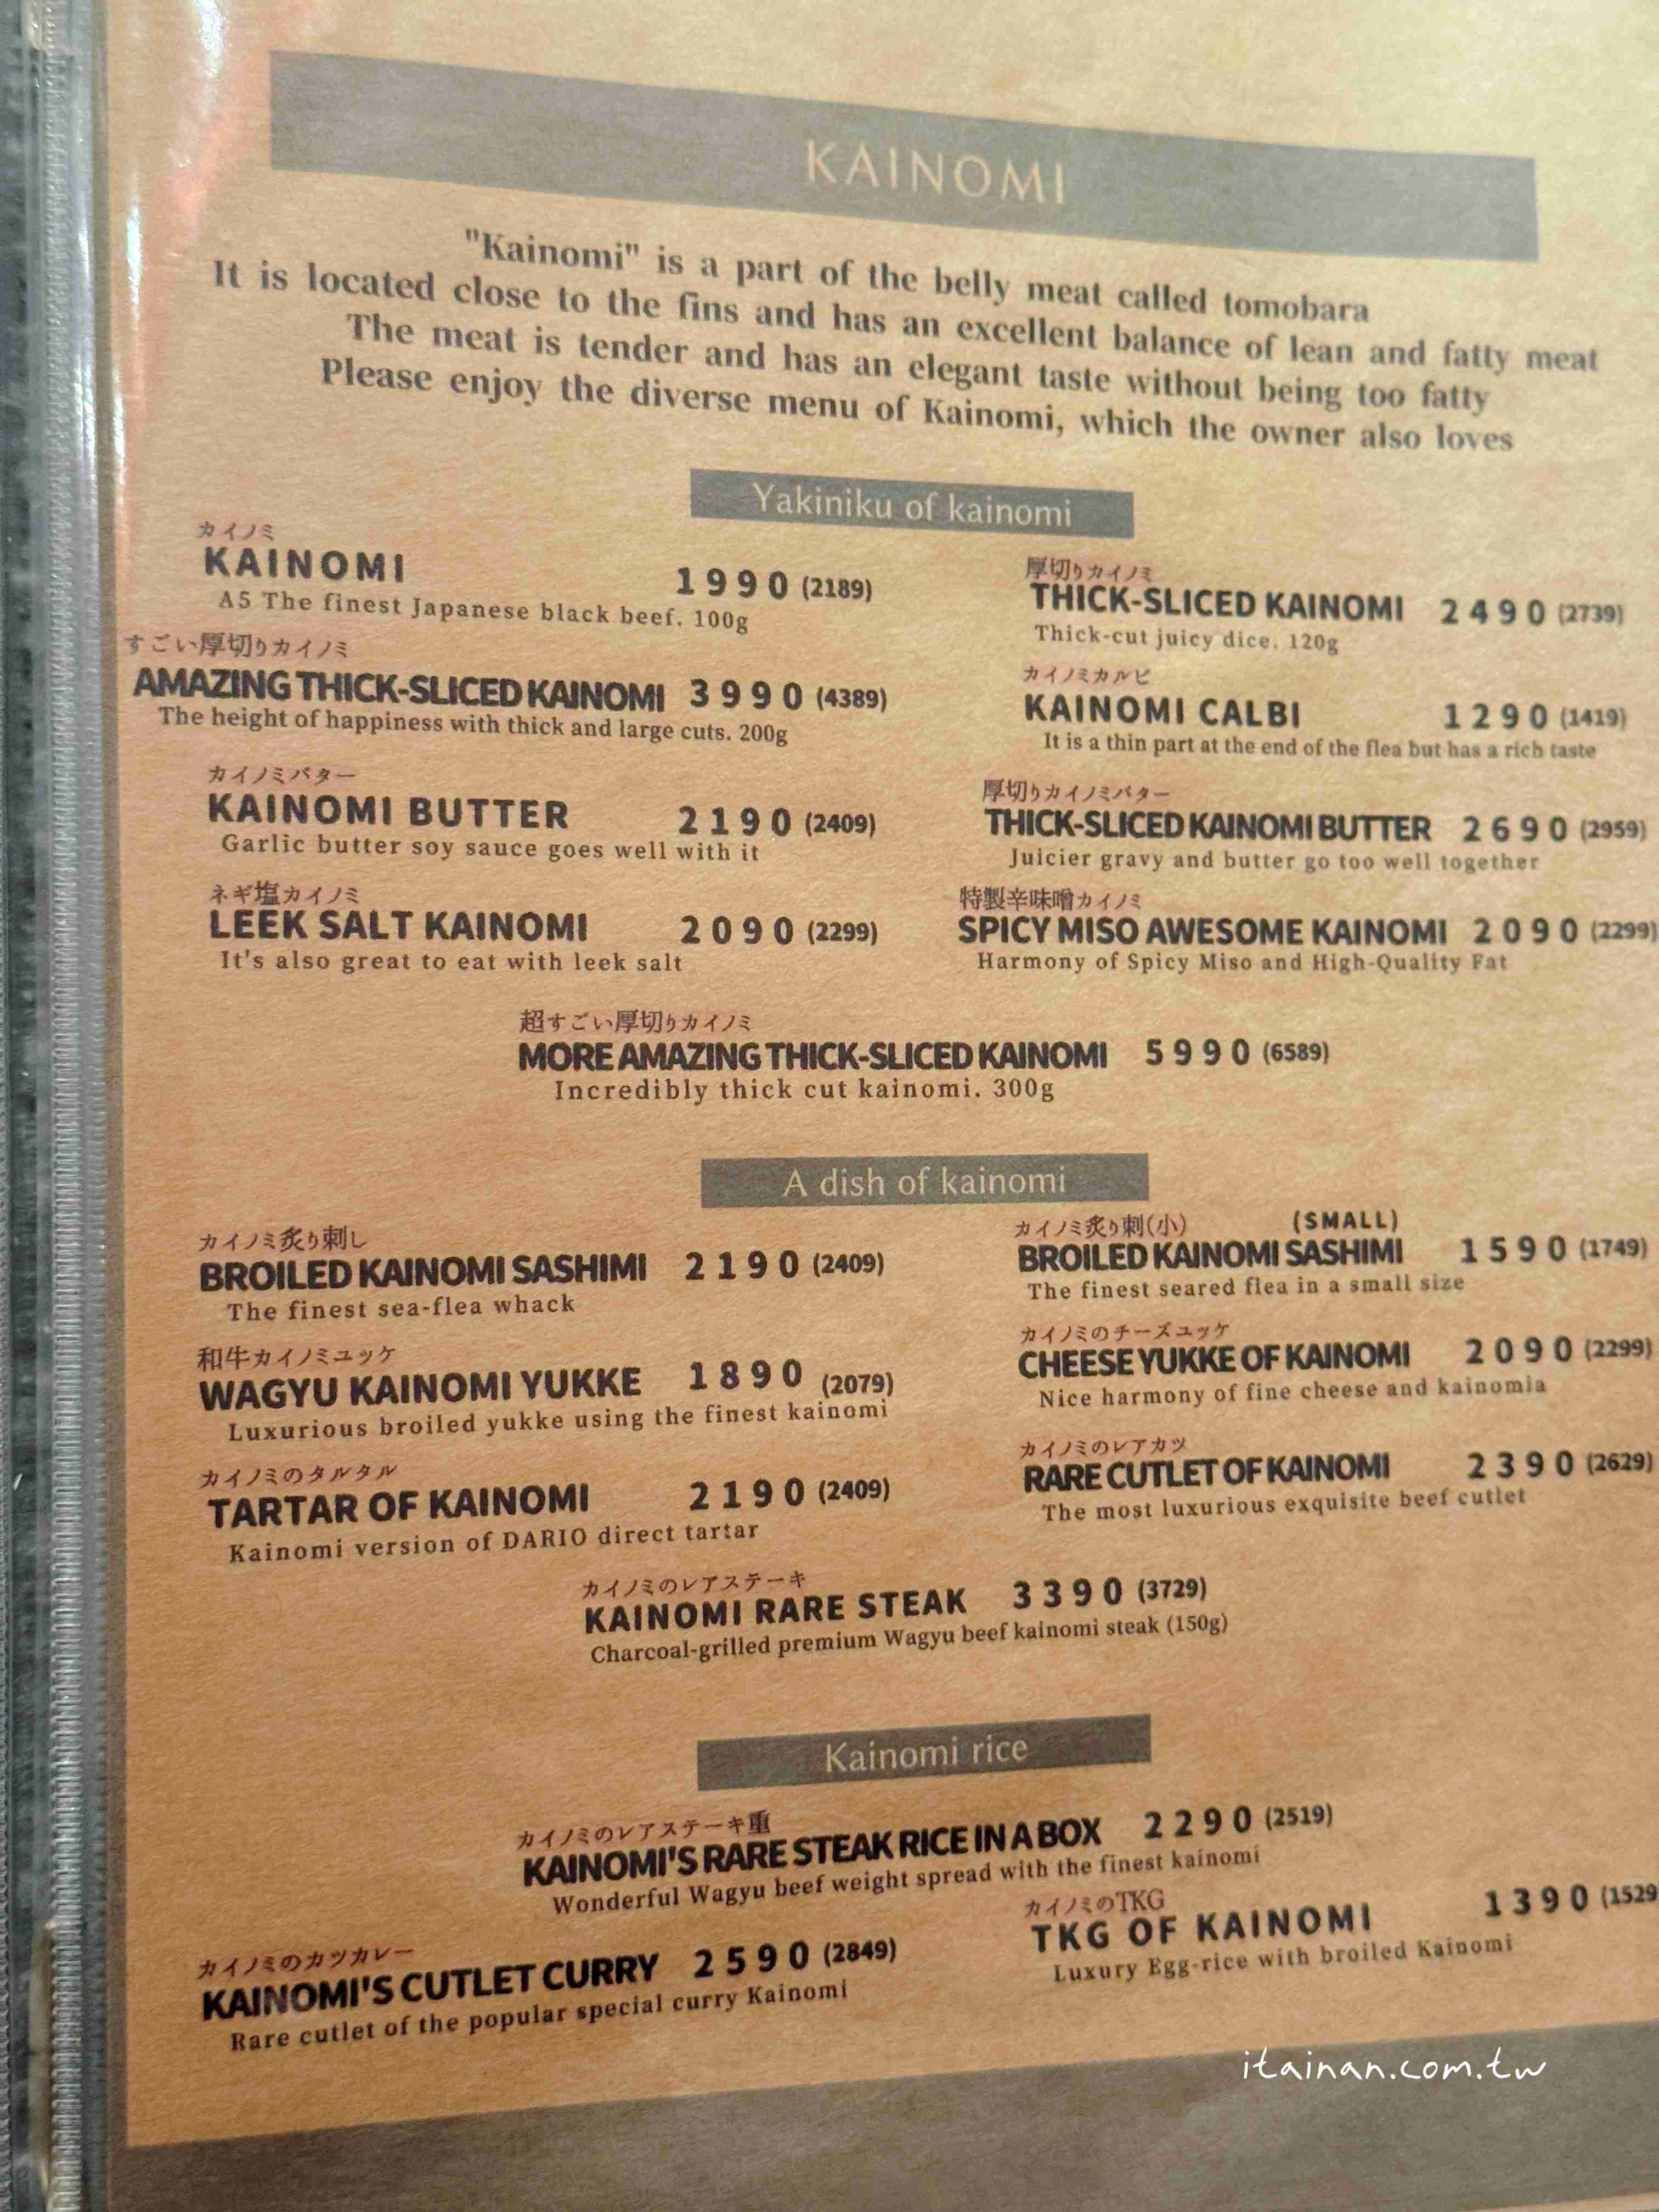 KAINOMI
"Kainomi" is a part of the belly meat called tomobara
It is located close to the fins and has an excellent balance of lean and fatty meat
The meat is tender and has an elegant taste without being too fatty
Please enjoy the diverse menu of Kainomi, which the owner also loves
Yakiniku of kainomi
カイノミ
KAINOMI 1990 (2189)
A5 The finest Japanese black beef. 100g
厚切りカイノミ
THICK-SLICED KAINOMI 2490 (2739)
Thick-cut juicy dice. 120g
すごい厚切りカイノミ
AMAZING THICK-SLICED KAINOMI 3990 (4389)
The height of happiness with thick and large cuts. 200g
カイノミカルビ
KAINOMI CALBI 1290 (1419)
It is a thin part at the end of the flea but has a rich taste
カイノミバター
KAINOMI BUTTER 2190 (2409)
Garlic butter soy sauce goes well with it
厚切りカイノミバター
THICK-SLICED KAINOMI BUTTER 2690 (2959)
Juicier gravy and butter go too well together
ネギ塩カイノミ
LEEK SALT KAINOMI 2090 (2299)
It's also great to eat with leek salt
特製辛味噌カイノミ
SPICY MISO AWESOME KAINOMI 2090 (2299)
Harmony of Spicy Miso and High-Quality Fat
超すごい厚切りカイノミ
MORE AMAZING THICK-SLICED KAINOMI 5990 (6589)
Incredibly thick cut kainomi. 300g
A dish of kainomi
カイノミ炙り刺し
BROILED KAINOMI SASHIMI 2190 (2409)
The finest sea-flea whack
カイノミ炙り刺(小) (SMALL)
BROILED KAINOMI SASHIMI 1590 (1749)
The finest seared flea in a small size
和牛カイノミユッケ
WAGYU KAINOMI YUKKE 1890 (2079)
Luxurious broiled yukke using the finest kainomi
カイノミのチーズユッケ
CHEESE YUKKE OF KAINOMI 2090 (2299)
Nice harmony of fine cheese and kainomia
カイノミのタルタル
TARTAR OF KAINOMI 2190 (2409)
Kainomi version of DARIO direct tartar
カイノミのレアカツ
RARE CUTLET OF KAINOMI 2390 (2629)
The most luxurious exquisite beef cutlet
カイノミのレアステーキ
KAINOMI RARE STEAK 3390 (3729)
Charcoal-grilled premium Wagyu beef kainomi steak (150g)
Kainomi rice
カイノミのレアステーキ重
KAINOMI'S RARE STEAK RICE IN A BOX 2290 (2519)
Wonderful Wagyu beef weight spread with the finest kainomi
カイノミのカツカレー
KAINOMI'S CUTLET CURRY 2590 (2849)
Rare cutlet of the popular special curry Kainomi
カイノミのTKG
TKG OF KAINOMI 1390 (1529
Luxury Egg-rice with broiled Kainomi
itainan.com.tw